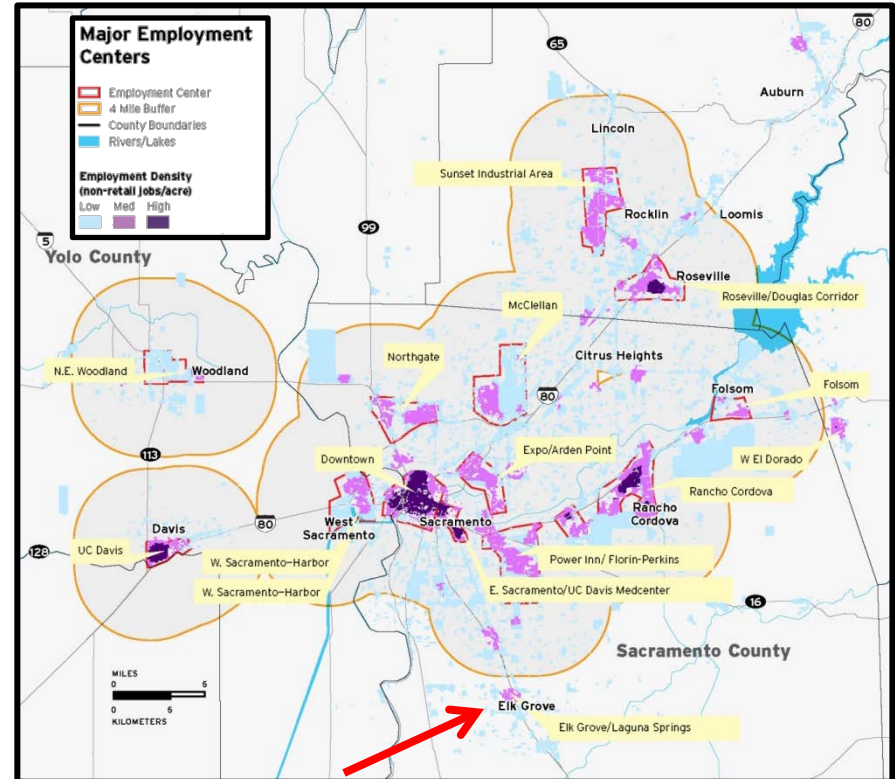 Major Employment
Centers
Employment Center
4 Mile Buffer
County Boundaries
Rivers/Lakes
Employment Density
(non-retail jobs/acre)
Low Med High
80
65
Auburn
Lincoln
Sunset Industrial Area
Rocklin
Loomis
99
5
Yolo County
Roseville
Roseville/Douglas Corridor
McClellan
Northgate
Citrus Heights
N.E. Woodland
Woodland
80
Folsom
Folsom
113
Downtown
Expo/Arden Point
W El Dorado
Rancho Cordova
Davis
80
West
Sacramento
Sacramento
Rancho
Cordova
UC Davis
128
W. Sacramento-Harbor
Power Inn/ Florin-Perkins
W. Sacramento-Harbor
E. Sacramento/UC Davis Medcenter
16
Sacramento County
MILES
0 5
0 5
KILOMETERS
Elk Grove
Elk Grove/Laguna Springs